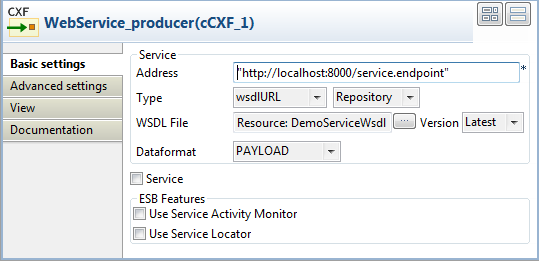 CXF
WebService_producer(cCXF_1)
Basic settings
Advanced settings
View
Documentation
Service
Address "http://localhost:8000/service.endpoint" *
Type wsdlURL Repository
WSDL File Resource: DemoServiceWsdl ... Version Latest
Dataformat PAYLOAD
Service
ESB Features
Use Service Activity Monitor
Use Service Locator